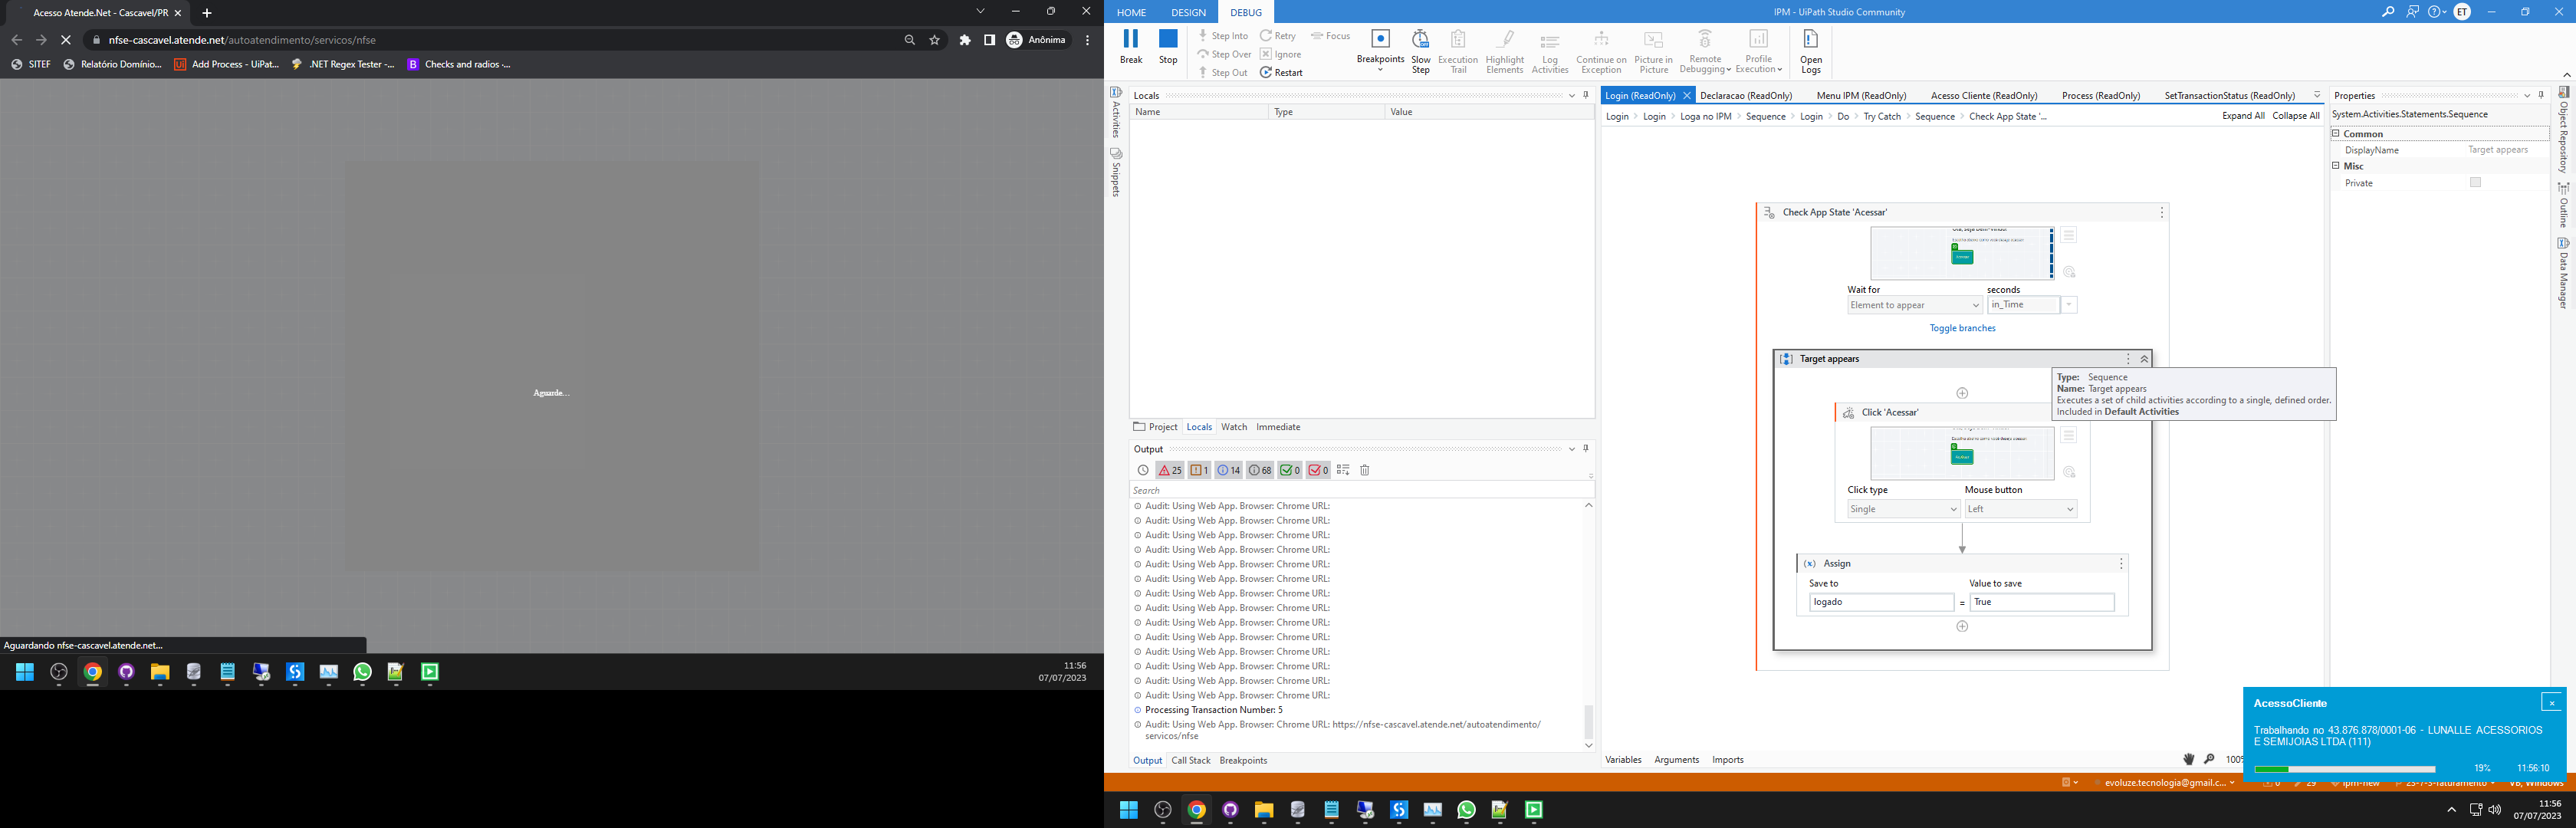 Acesso Atende.Net - Cascavel/PR
nfse-cascavel.atende.net/autoatendimento/servicos/nfse
Anônima
SITEF
Relatório Domínio...
Add Process - UiPat...
.NET Regex Tester -...
Checks and radios ·...
Aguarde...
Aguardando nfse-cascavel.atende.net...
11:56
07/07/2023
HOME DESIGN DEBUG
IPM - UiPath Studio Community
ET
Break
Stop
Step Into
Step Over
Step Out
Retry
Ignore
Restart
Focus
Breakpoints
Slow Step
Execution Trail
Highlight Elements
Log Activities
Continue on Exception
Picture in Picture
Remote Debugging
Profile Execution
Open Logs
Activities
Snippets
Locals
Name Type Value
Project Locals Watch Immediate
Output
25 1 14 68 0 0
Search
Audit: Using Web App. Browser: Chrome URL:
Audit: Using Web App. Browser: Chrome URL:
Audit: Using Web App. Browser: Chrome URL:
Audit: Using Web App. Browser: Chrome URL:
Audit: Using Web App. Browser: Chrome URL:
Audit: Using Web App. Browser: Chrome URL:
Audit: Using Web App. Browser: Chrome URL:
Audit: Using Web App. Browser: Chrome URL:
Audit: Using Web App. Browser: Chrome URL:
Audit: Using Web App. Browser: Chrome URL:
Audit: Using Web App. Browser: Chrome URL:
Audit: Using Web App. Browser: Chrome URL:
Audit: Using Web App. Browser: Chrome URL:
Audit: Using Web App. Browser: Chrome URL:
Processing Transaction Number: 5
Audit: Using Web App. Browser: Chrome URL: https://nfse-cascavel.atende.net/autoatendimento/
servicos/nfse
Output Call Stack Breakpoints
Login (ReadOnly) Declaracao (ReadOnly) Menu IPM (ReadOnly) Acesso Cliente (ReadOnly) Process (ReadOnly) SetTransactionStatus (ReadOnly)
Login > Login > Loga no IPM > Sequence > Login > Do > Try Catch > Sequence > Check App State '...
Expand All Collapse All
Check App State 'Acessar'
Wait for
seconds
Element to appear
in_Time
Toggle branches
Target appears
Type: Sequence
Name: Target appears
Executes a set of child activities according to a single, defined order.
Included in Default Activities
Click 'Acessar'
Click type
Mouse button
Single
Left
Assign
Save to
Value to save
logado = True
Variables Arguments Imports
100%
Properties
System.Activities.Statements.Sequence
Common
DisplayName Target appears
Misc
Private
Object Repository
Outline
Data Manager
AcessoCliente
Trabalhando no 43.876.878/0001-06 - LUNALLE ACESSORIOS
E SEMIJOIAS LTDA (111)
19% 11:56:10
evoluze.tecnologia@gmail.c...
0 29 ipm-new 23-7-3-faturamento VB, Windows
11:56
07/07/2023